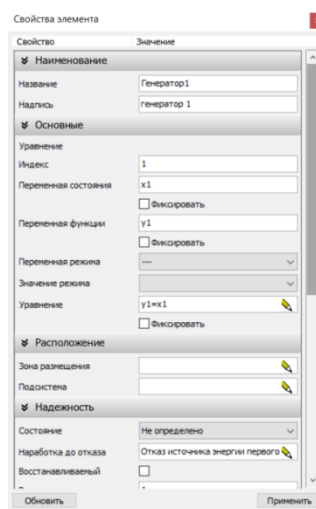 Свойства элемента
Свойство Значение
Наименование
Название Генератор1
Надпись генератор 1
Основные
Уравнение
Индекс 1
Переменная состояния x1
Фиксировать
Переменная функции y1
Фиксировать
Переменная режима ---
Значение режима
Уравнение y1=x1
Фиксировать
Расположение
Зона размещения
Подсистема
Надежность
Состояние Не определено
Наработка до отказа Отказ источника энергии первого
Восстанавливаемый
Обновить Применить